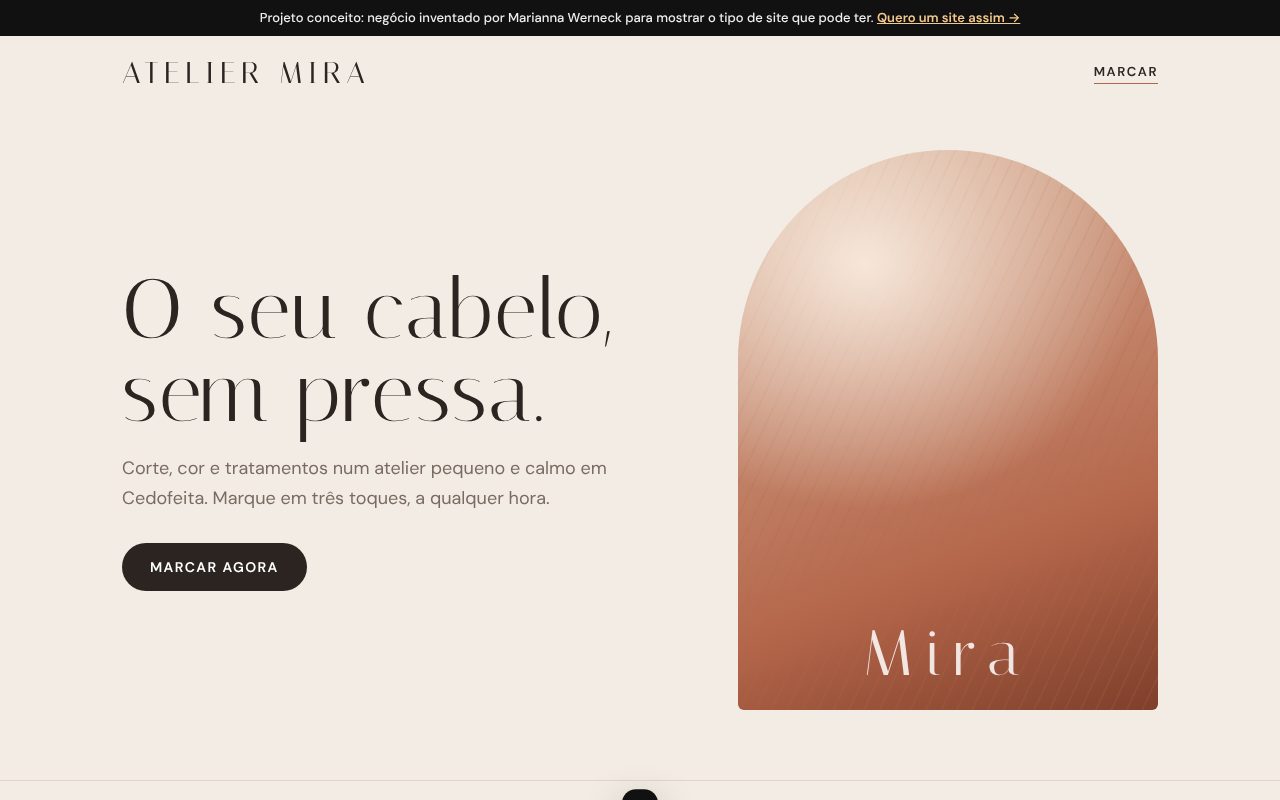 Projeto conceito: negócio inventado por Marianna Werneck para mostrar o tipo de site que pode ter. Quero um site assim →
ATELIER MIRA
MARCAR
O seu cabelo,
sem pressa.
Corte, cor e tratamentos num atelier pequeno e calmo em
Cedofeita. Marque em três toques, a qualquer hora.
MARCAR AGORA
Mira